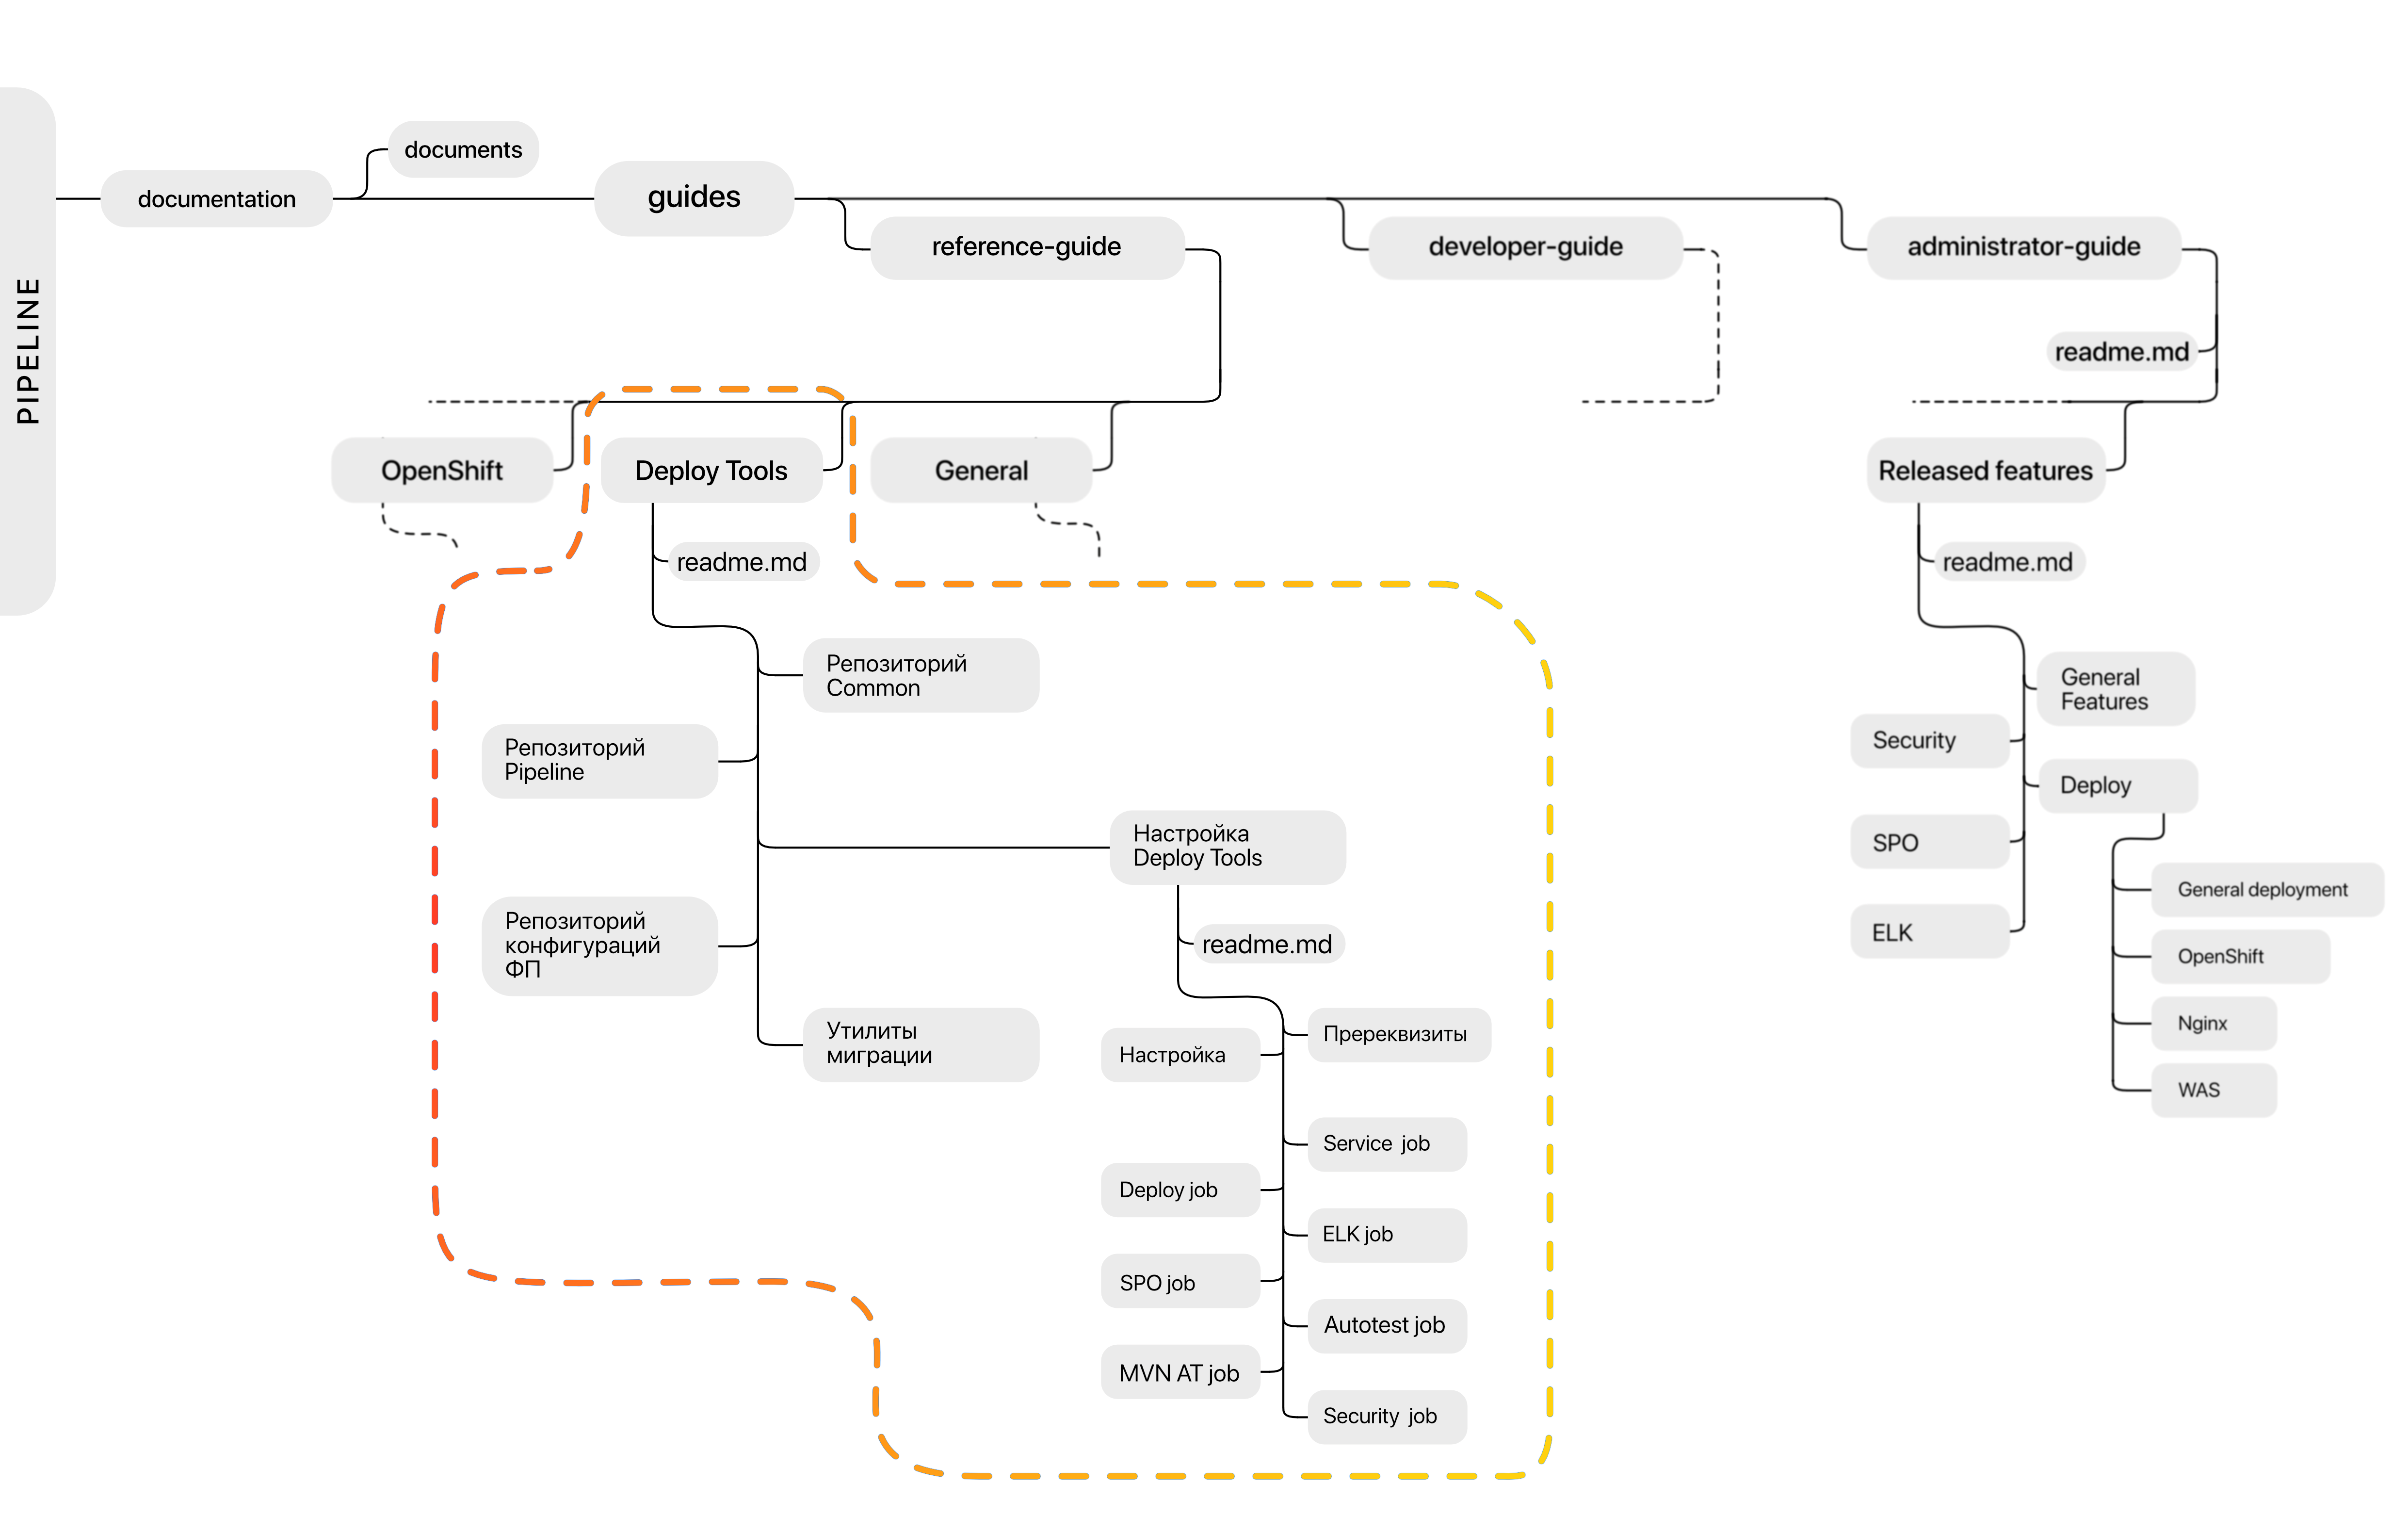 PIPELINE
documents
documentation
guides
reference-guide
developer-guide
administrator-guide
readme.md
OpenShift
Deploy Tools
General
Released features
readme.md
readme.md
Репозиторий
Common
General
Features
Репозиторий
Pipeline
Security
Deploy
Настройка
Deploy Tools
SPO
General deployment
Репозиторий
конфигураций
ФП
ELK
readme.md
OpenShift
Утилиты
миграции
Настройка
Пререквизиты
Nginx
WAS
Service job
Deploy job
ELK job
SPO job
Autotest job
MVN AT job
Security job